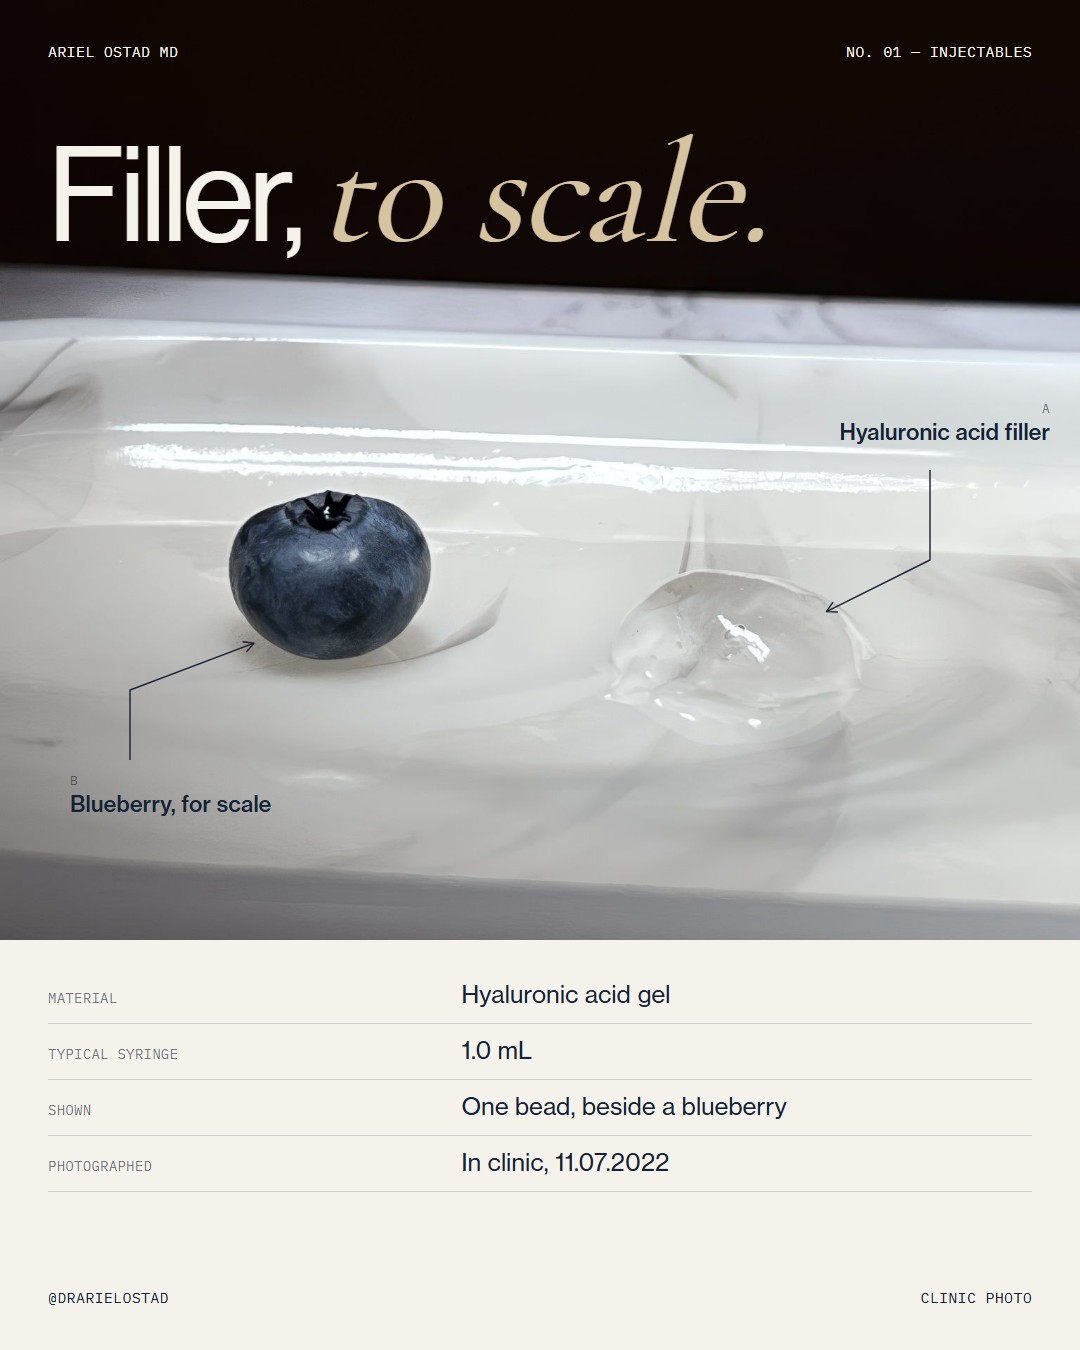 ARIEL OSTAD MD
NO. 01 — INJECTABLES
Filler, to scale.
A
Hyaluronic acid filler
B
Blueberry, for scale
MATERIAL
Hyaluronic acid gel
TYPICAL SYRINGE
1.0 mL
SHOWN
One bead, beside a blueberry
PHOTOGRAPHED
In clinic, 11.07.2022
@DRARIELOSTAD
CLINIC PHOTO